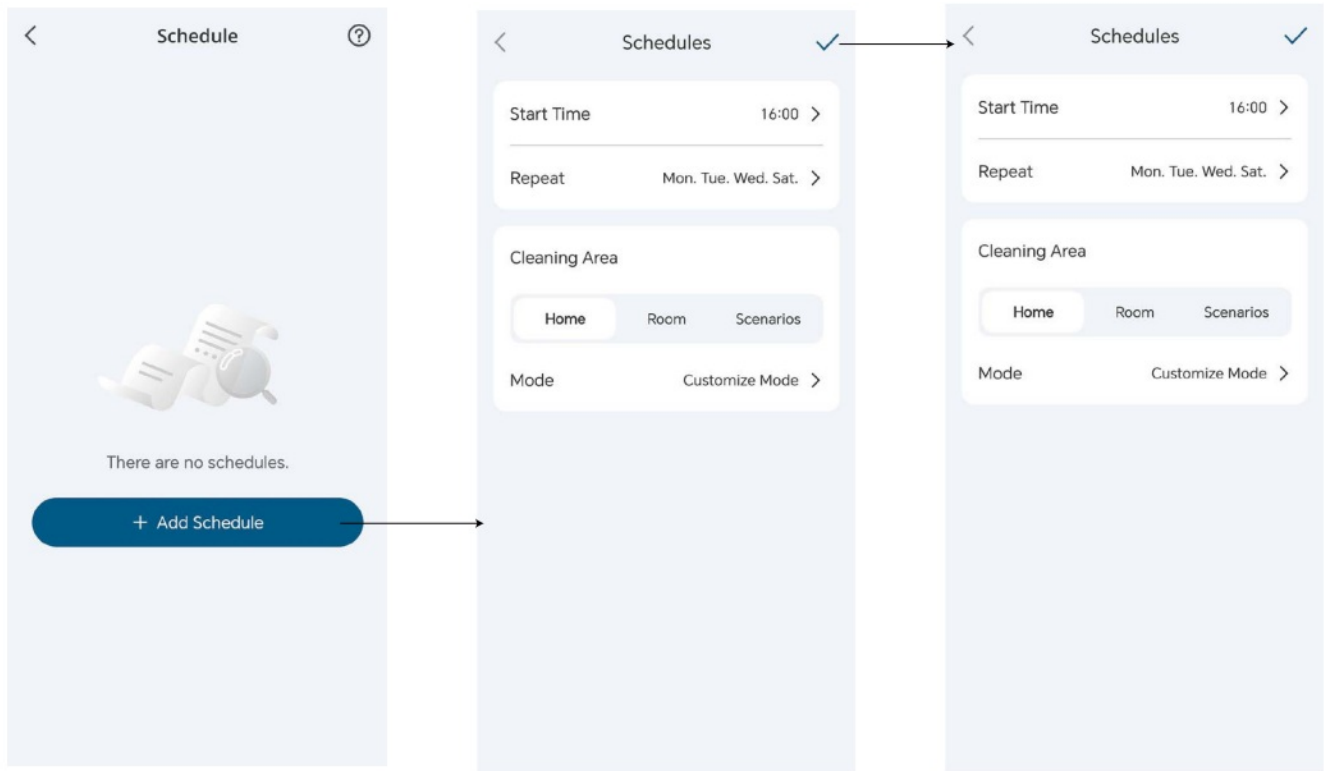 Schedule
There are no schedules.
+ Add Schedule
Schedules
Start Time 16:00
Repeat Mon. Tue. Wed. Sat.
Cleaning Area
Home Room Scenarios
Mode Customize Mode
Schedules
Start Time 16:00
Repeat Mon. Tue. Wed. Sat.
Cleaning Area
Home Room Scenarios
Mode Customize Mode